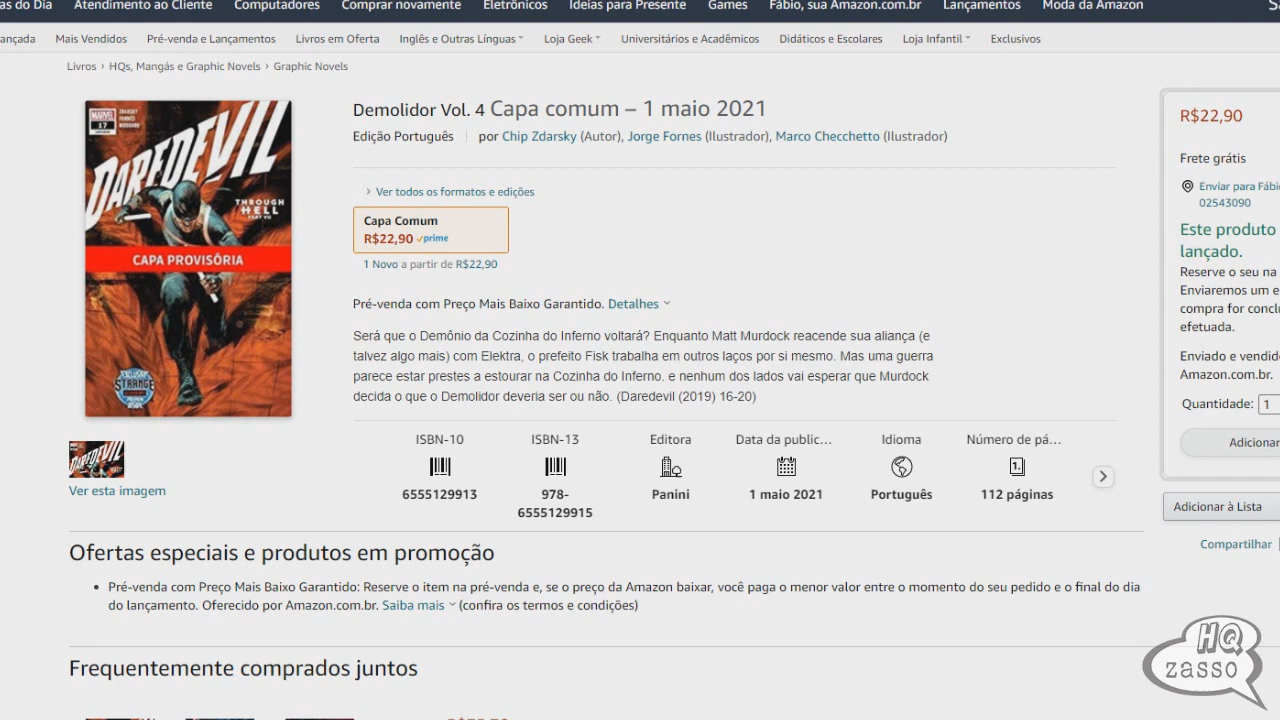 as do Dia Atendimento ao Cliente Computadores Comprar novamente Eletrônicos Ideias para Presente Games Fábio, sua Amazon.com.br Lançamentos Moda da Amazon
ançada Mais Vendidos Pré-venda e Lançamentos Livros em Oferta Inglês e Outras Línguas Loja Geek Universitários e Acadêmicos Didáticos e Escolares Loja Infantil Exclusivos
Livros › HQs, Mangás e Graphic Novels › Graphic Novels
MARVEL
17
ZDARSKY
FORNÉS
DAREDEVIL
THROUGH
HELL
CAPA PROVISÓRIA
STRANGE
Ver esta imagem
Demolidor Vol. 4 Capa comum – 1 maio 2021
Edição Português por Chip Zdarsky (Autor), Jorge Fornes (Ilustrador), Marco Checchetto (Ilustrador)
› Ver todos os formatos e edições
Capa Comum
R$22,90 prime
1 Novo a partir de R$22,90
Pré-venda com Preço Mais Baixo Garantido. Detalhes
Será que o Demônio da Cozinha do Inferno voltará? Enquanto Matt Murdock reacende sua aliança (e
talvez algo mais) com Elektra, o prefeito Fisk trabalha em outros laços por si mesmo. Mas uma guerra
parece estar prestes a estourar na Cozinha do Inferno. e nenhum dos lados vai esperar que Murdock
decida o que o Demolidor deveria ser ou não. (Daredevil (2019) 16-20)
ISBN-10 ISBN-13 Editora Data da public... Idioma Número de pá...
6555129913 978- Panini 1 maio 2021 Português 112 páginas
6555129915
R$22,90
Frete grátis
Enviar para Fábi
02543090
Este produto
lançado.
Reserve o seu na
Enviaremos um e
compra for conclu
efetuada.
Enviado e vendido
Amazon.com.br.
Quantidade: 1
Adicionar
Adicionar à Lista
Compartilhar
Ofertas especiais e produtos em promoção
• Pré-venda com Preço Mais Baixo Garantido: Reserve o item na pré-venda e, se o preço da Amazon baixar, você paga o menor valor entre o momento do seu pedido e o final do dia
do lançamento. Oferecido por Amazon.com.br. Saiba mais (confira os termos e condições)
Frequentemente comprados juntos
HQ
zasso